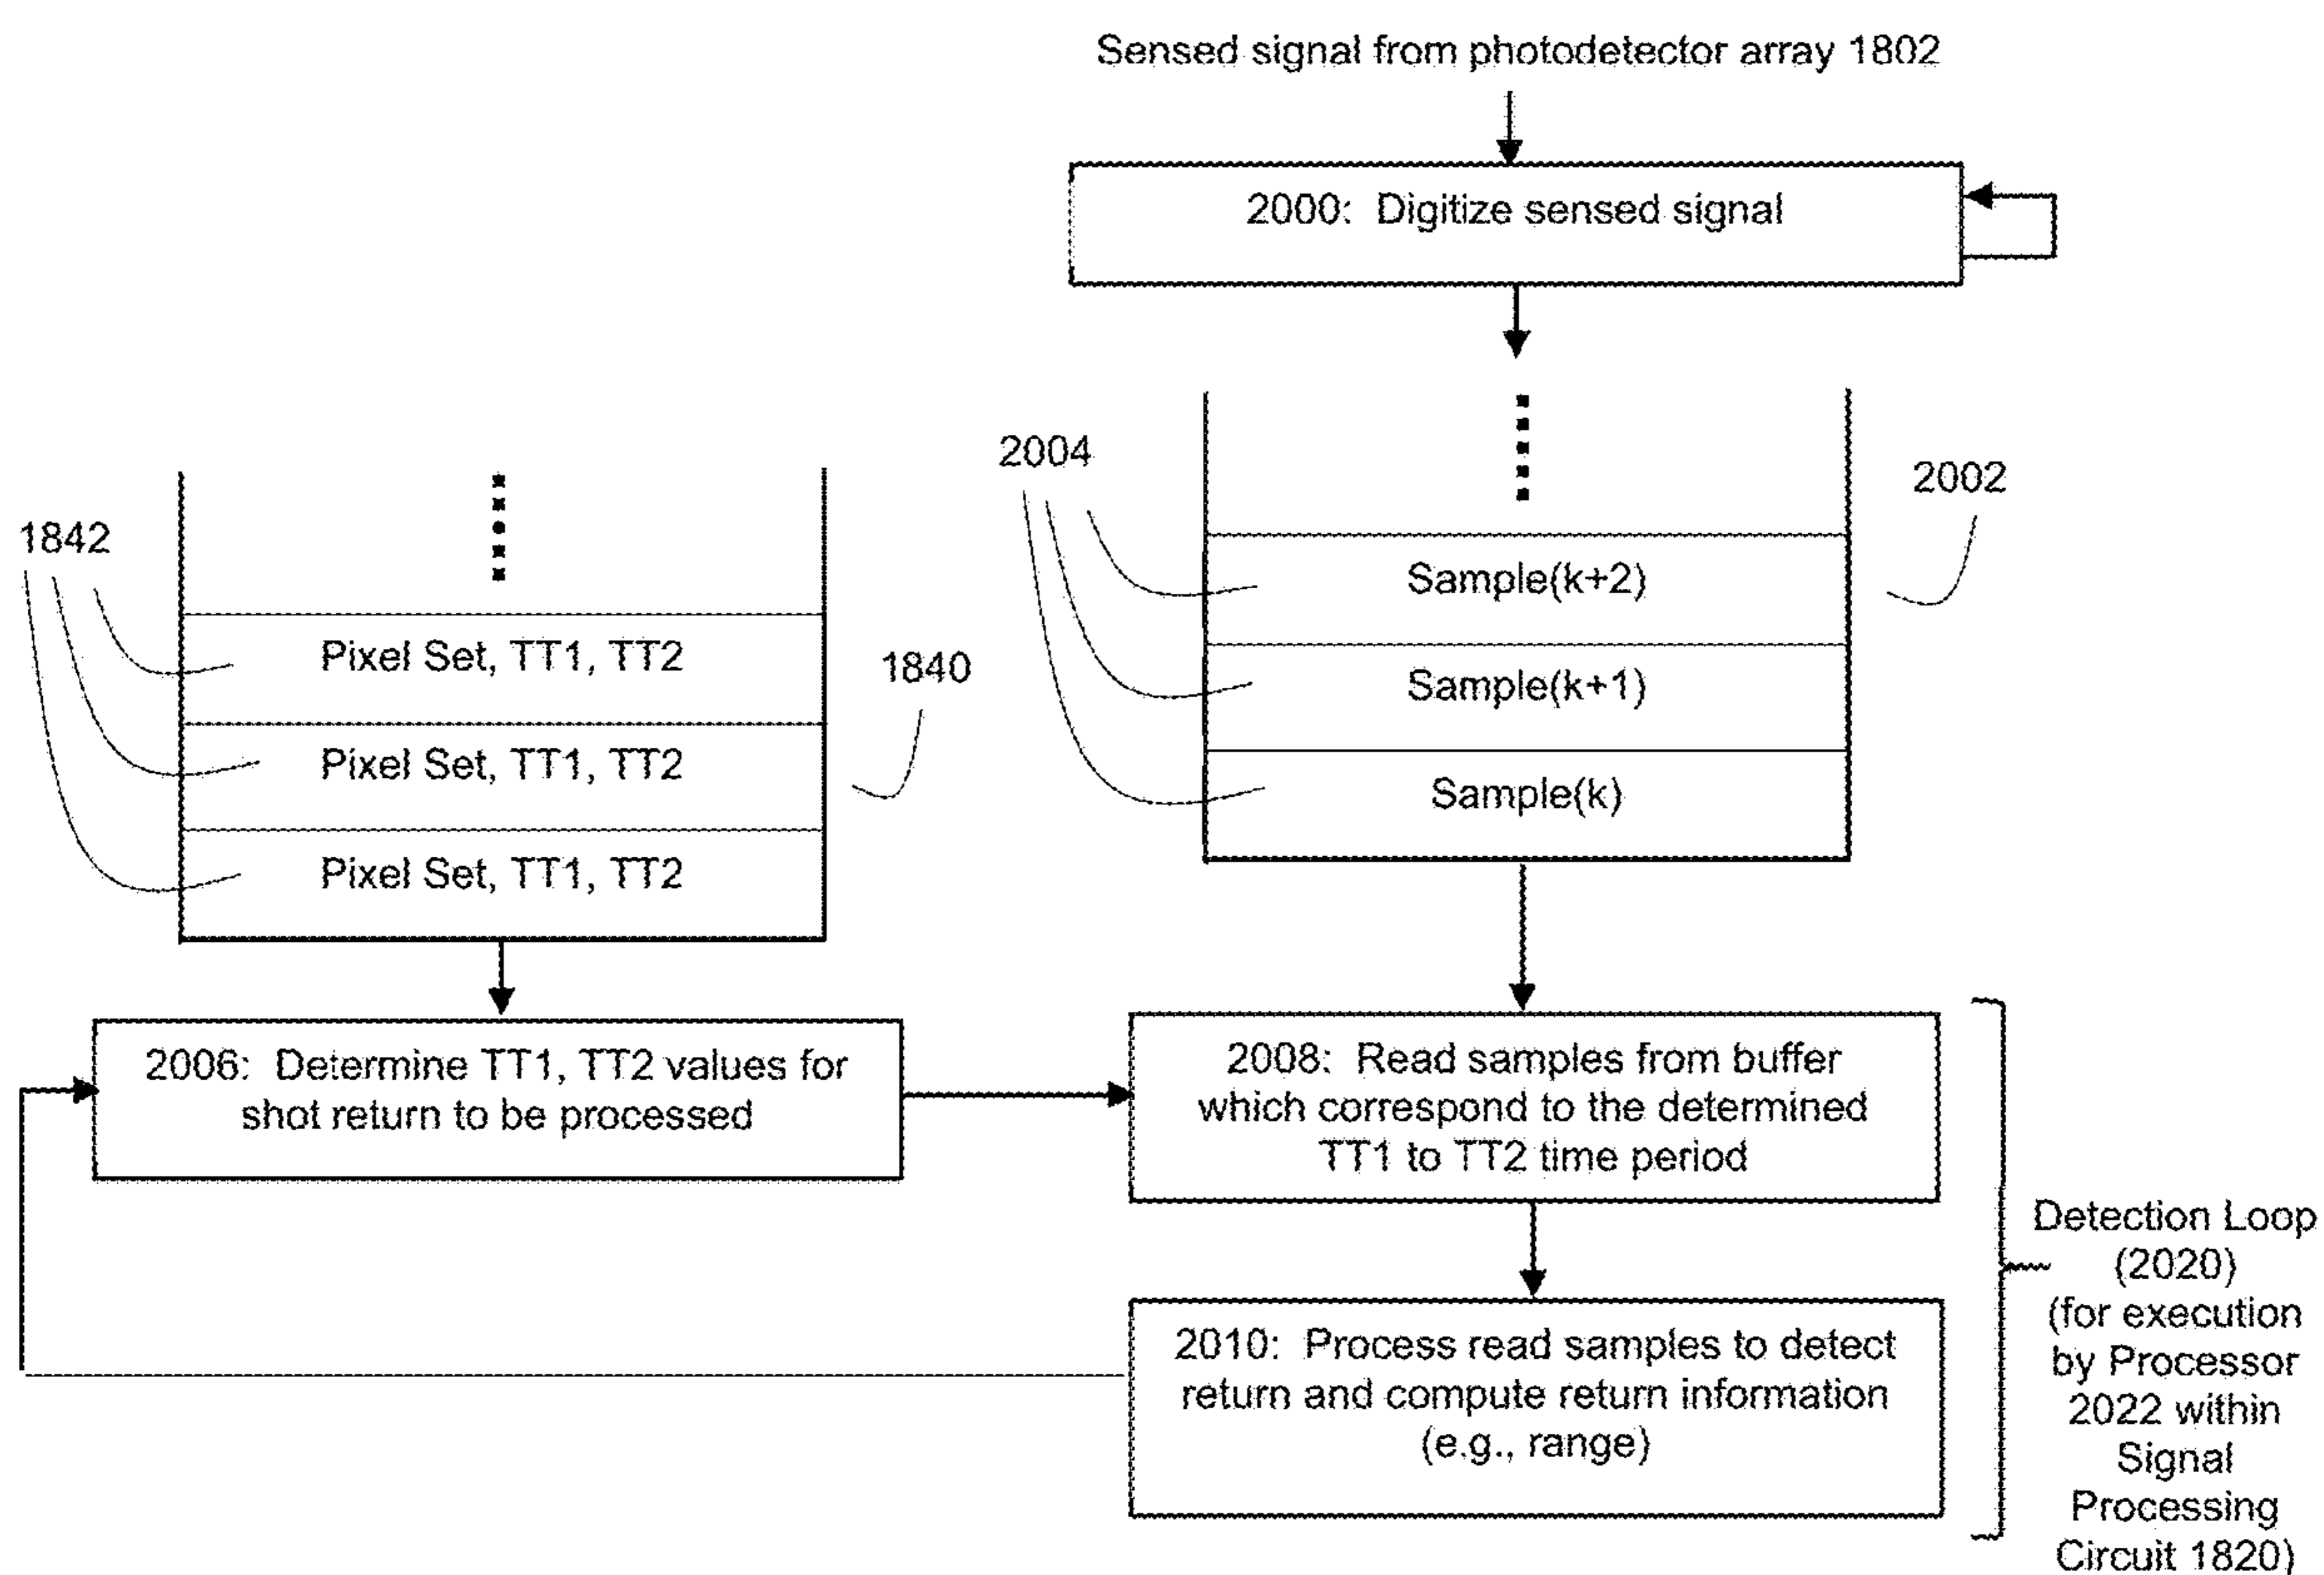 Sensed signal from photodetector array 1802
2000: Digitize sensed signal
2004
2002
1842
Sample(k+2)
Pixel Set, TT1, TT2
1840
Sample(k+1)
Pixel Set, TT1, TT2
Sample(k)
Pixel Set, TT1, TT2
2006: Determine TT1, TT2 values for
shot return to be processed
2008: Read samples from buffer
which correspond to the determined
TT1 to TT2 time period
2010: Process read samples to detect
return and compute return information
(e.g., range)
Detection Loop
(2020)
(for execution
by Processor
2022 within
Signal
Processing
Circuit 1820)